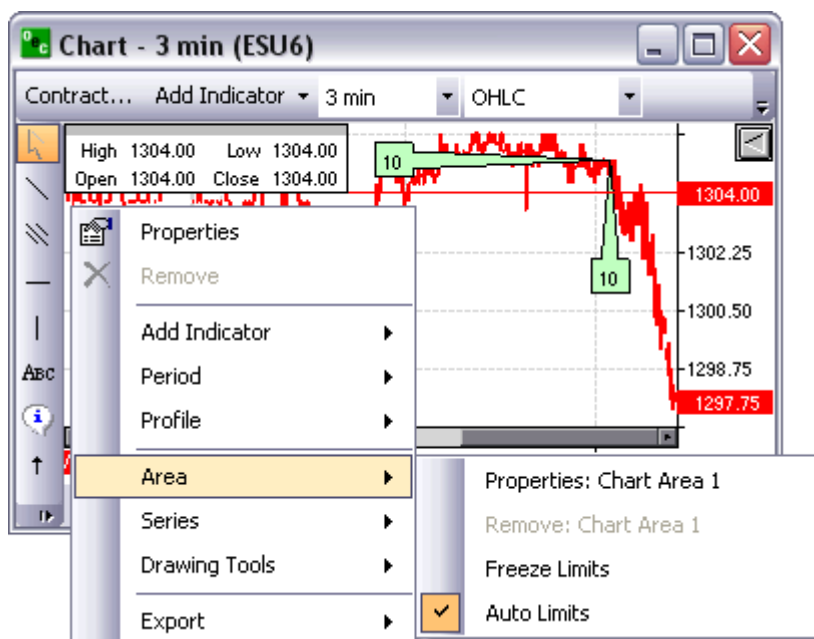 Oec Chart - 3 min (ESU6)
Contract... Add Indicator 3 min OHLC
High 1304.00 Low 1304.00
Open 1304.00 Close 1304.00
10
1304.00
1302.25
10
1300.50
1298.75
1297.75
ABC
Properties
Remove
Add Indicator
Period
Profile
Area
Series
Drawing Tools
Export
Properties: Chart Area 1
Remove: Chart Area 1
Freeze Limits
Auto Limits